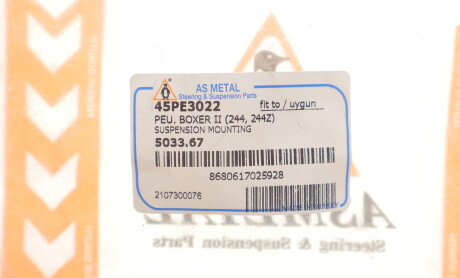 AS METAL
Steering & Suspension Parts
45PE3022 fit to / uygun
PEU. BOXER II (244, 244Z)
SUSPENSION MOUNTING
5033.67
8680617025928
2107300076
ASMETAL
Steering & Suspension Parts